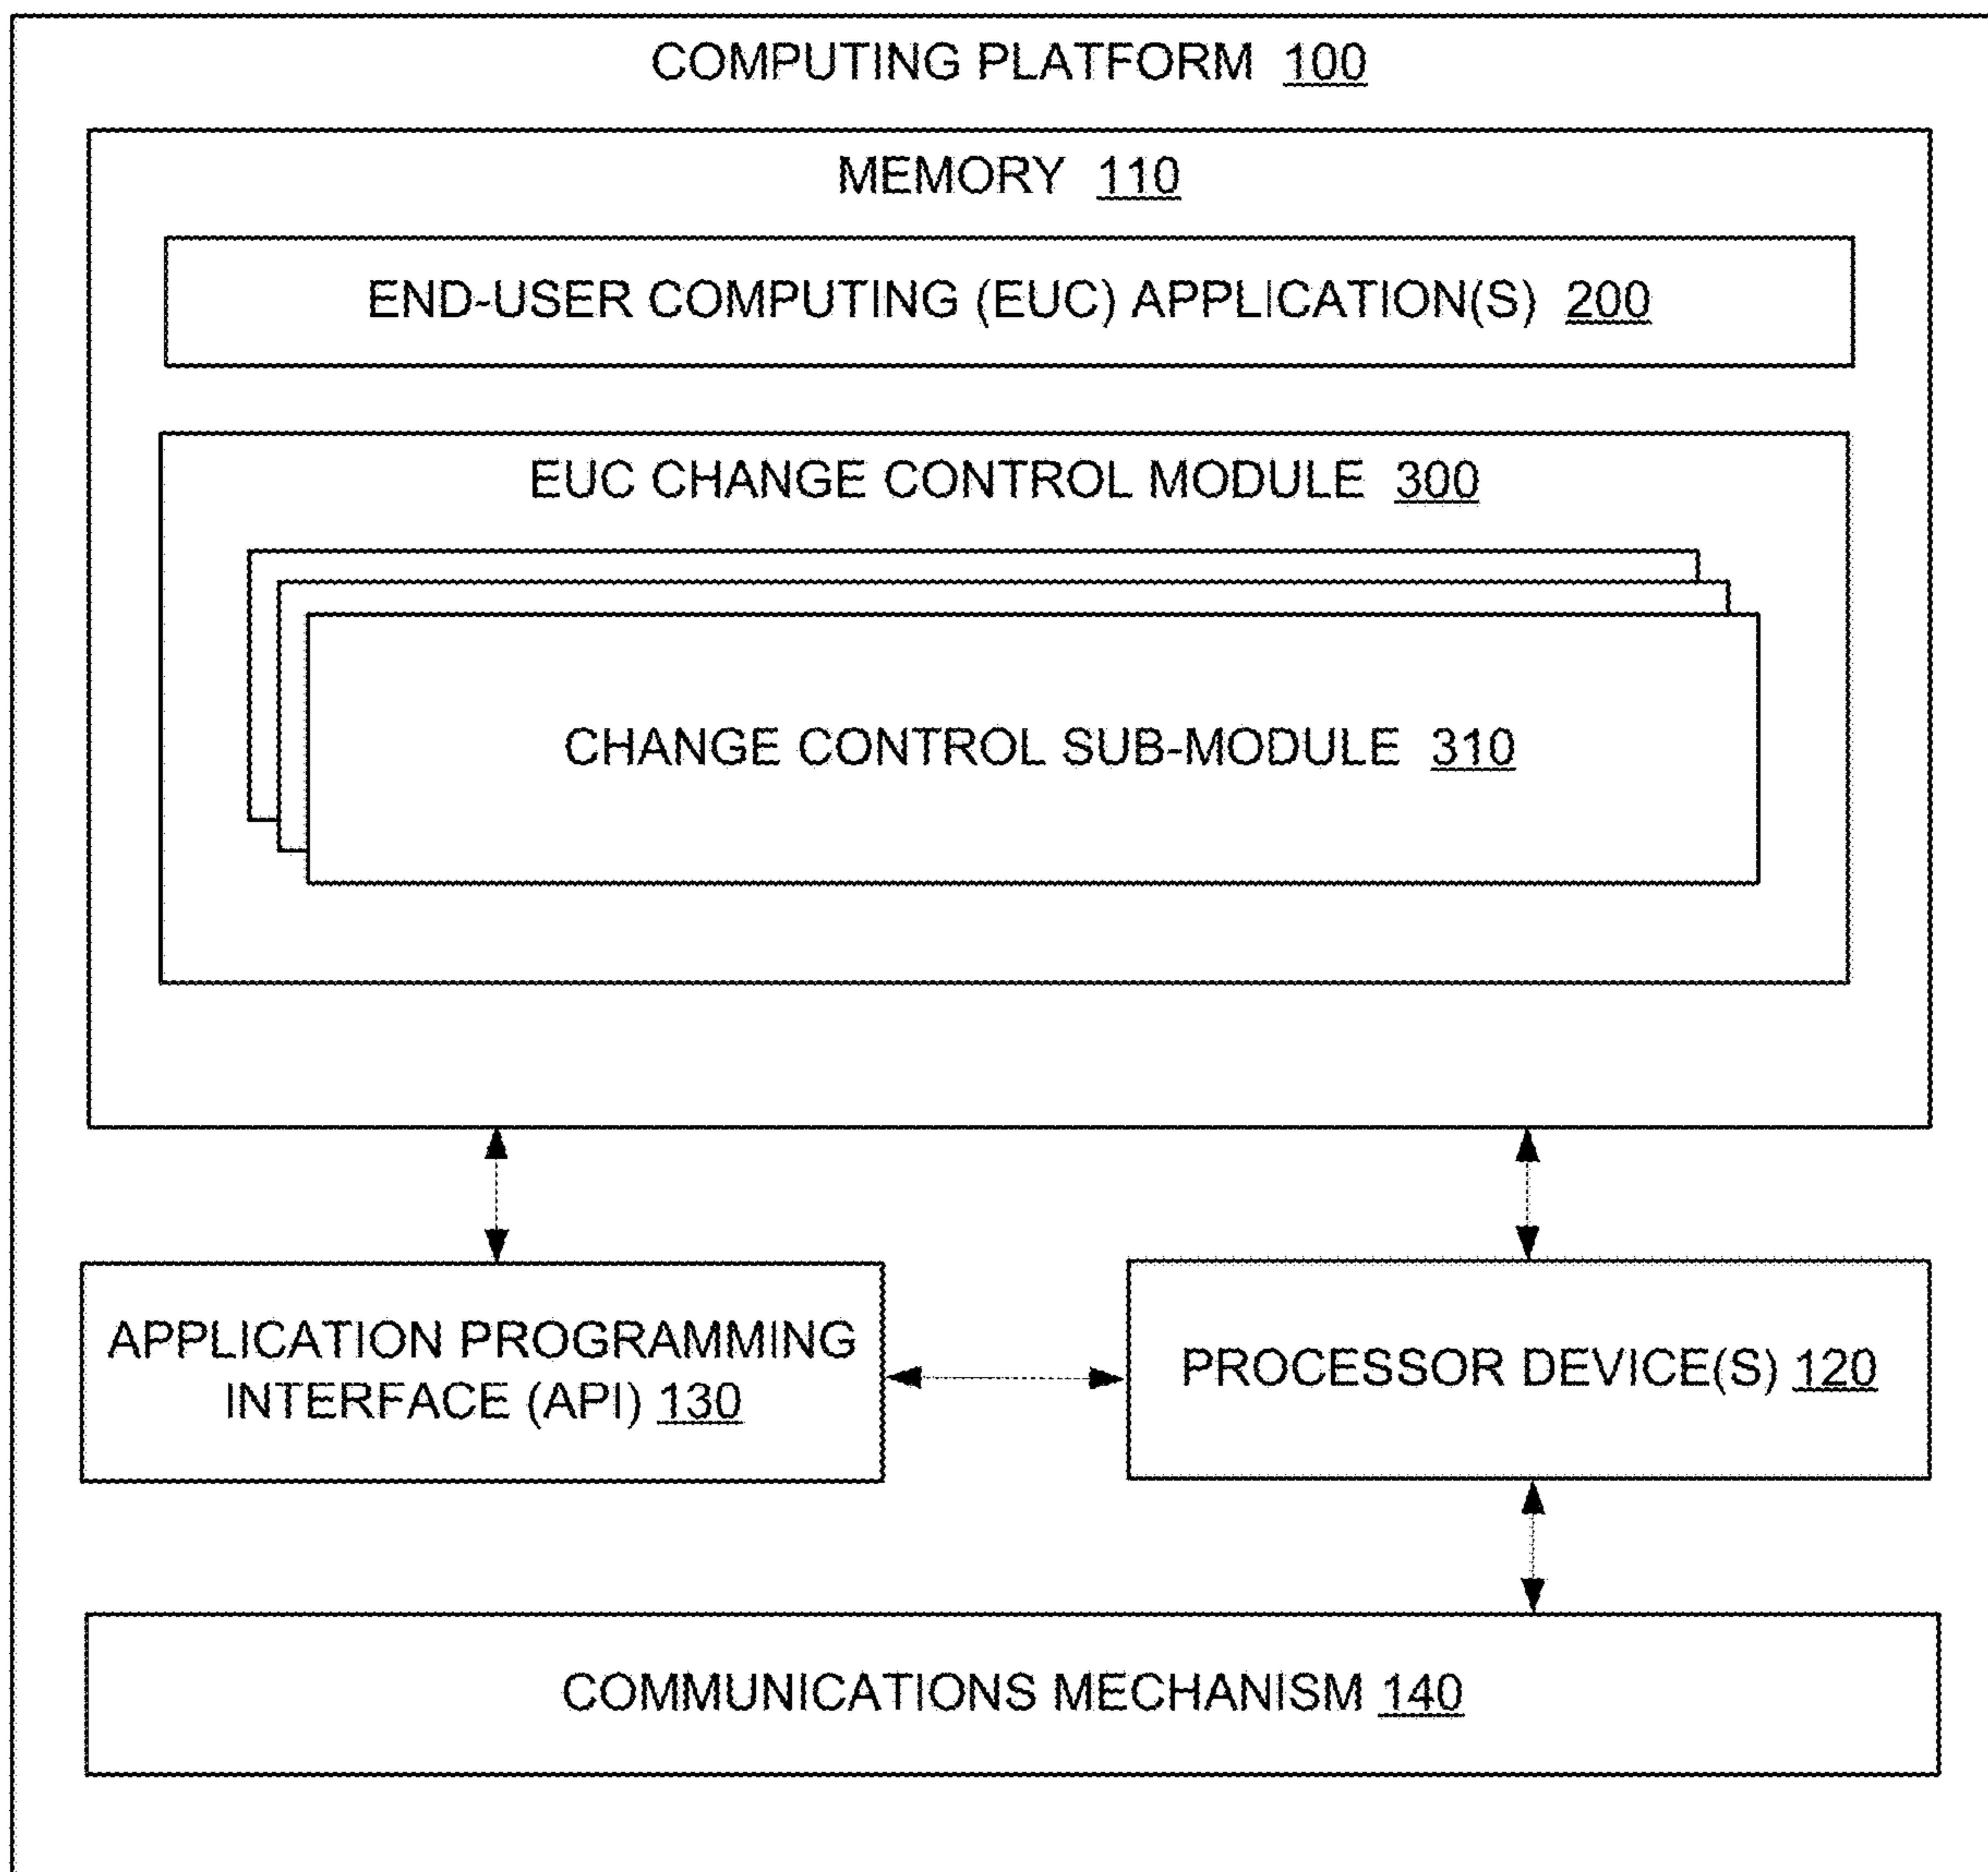 COMPUTING PLATFORM 100
MEMORY 110
END-USER COMPUTING (EUC) APPLICATION(S) 200
EUC CHANGE CONTROL MODULE 300
CHANGE CONTROL SUB-MODULE 310
APPLICATION PROGRAMMING
INTERFACE (API) 130
PROCESSOR DEVICE(S) 120
COMMUNICATIONS MECHANISM 140